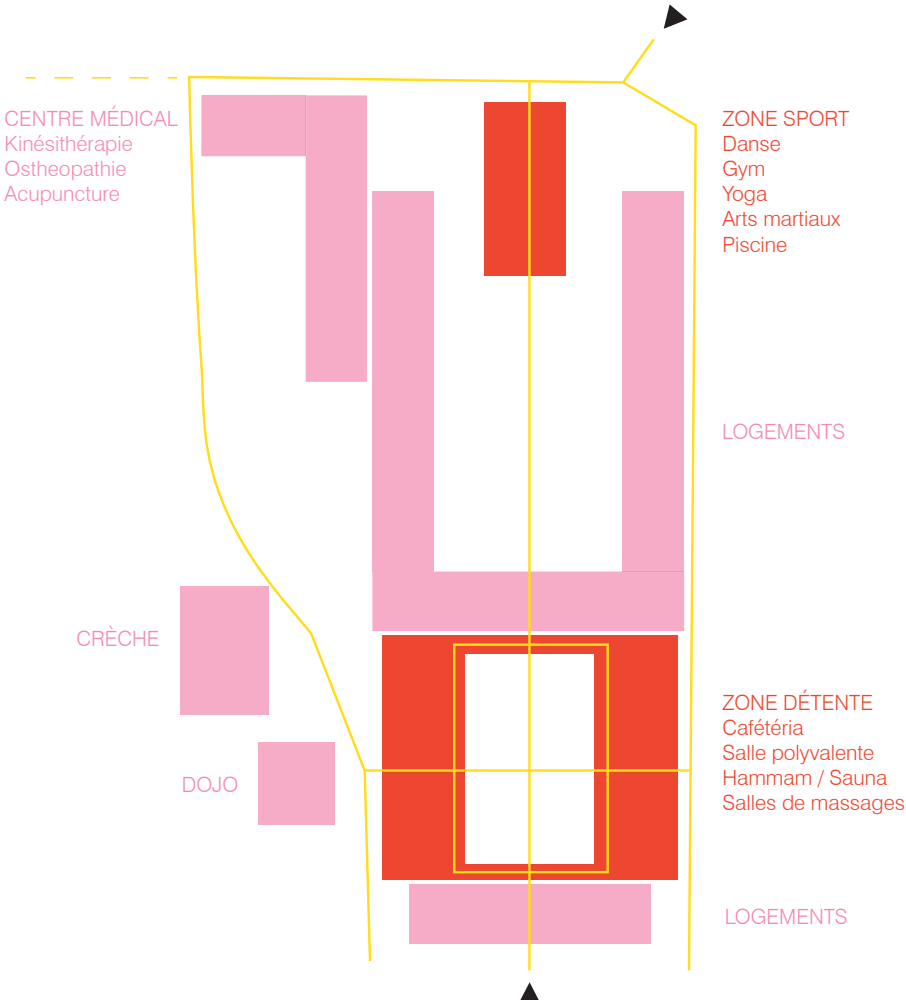 CENTRE MÉDICAL
Kinésithérapie
Ostheopathie
Acupuncture
ZONE SPORT
Danse
Gym
Yoga
Arts martiaux
Piscine
LOGEMENTS
CRÈCHE
DOJO
ZONE DÉTENTE
Cafétéria
Salle polyvalente
Hammam / Sauna
Salles de massages
LOGEMENTS